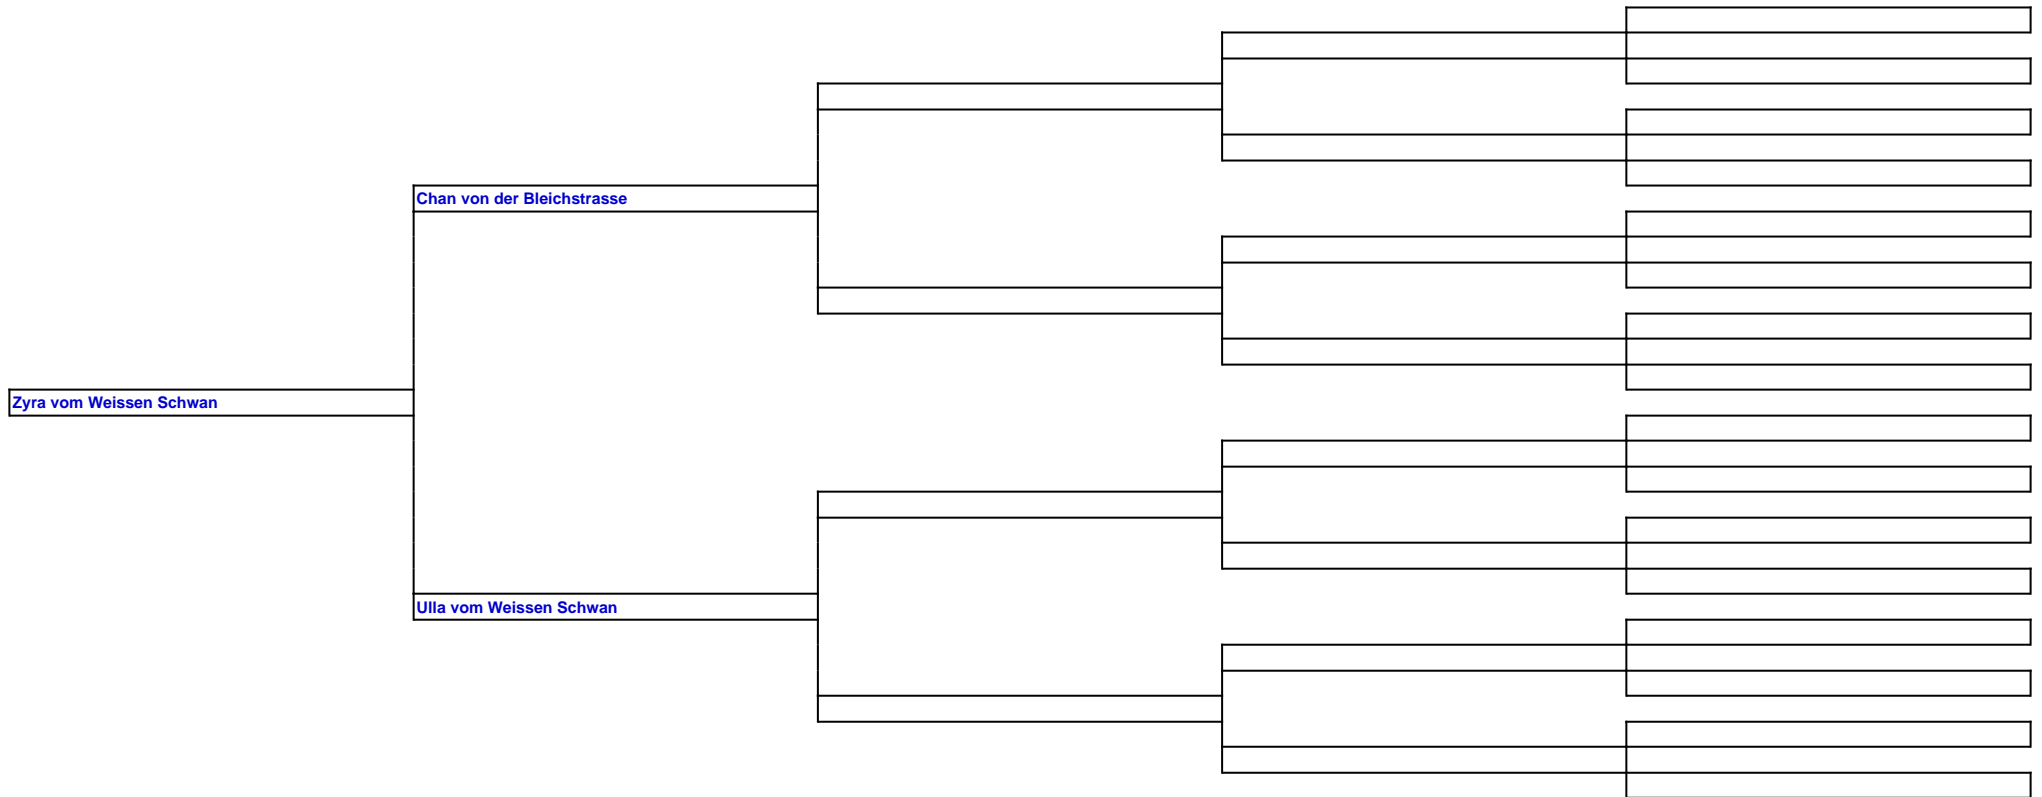 Chan von der Bleichstrasse
Zyra vom Weissen Schwan
Ulla vom Weissen Schwan